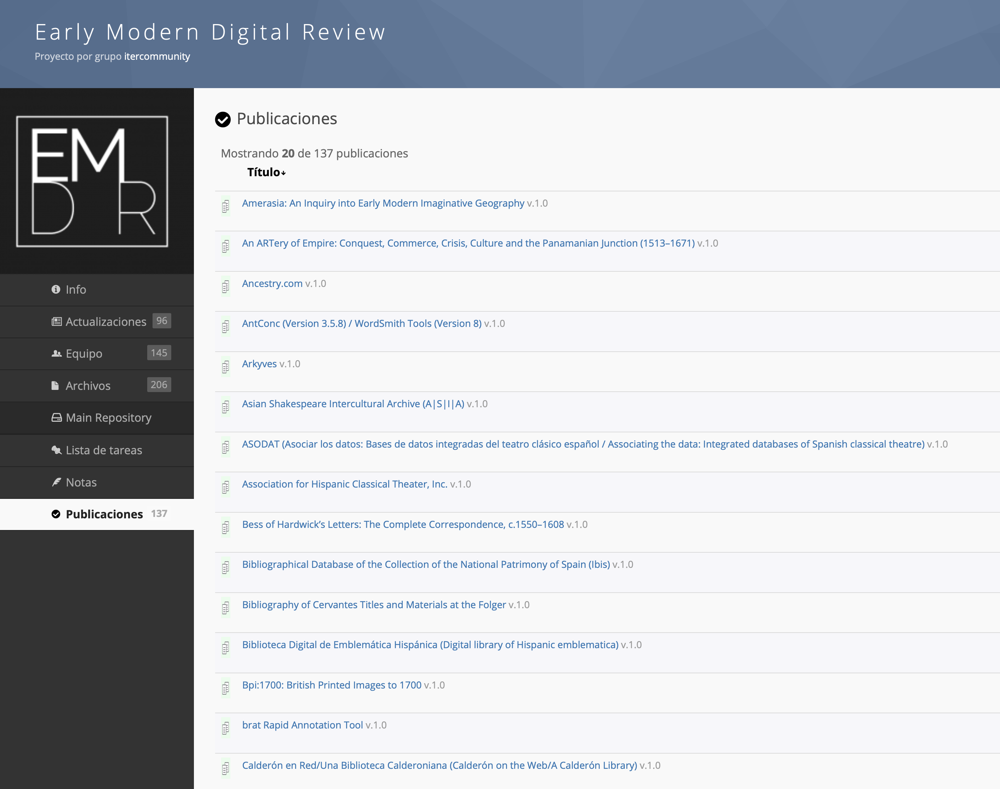 Early Modern Digital Review
Proyecto por grupo itercommunity
EM
D R
Info
Actualizaciones 96
Equipo 145
Archivos 206
Main Repository
Lista de tareas
Notas
Publicaciones 137
Publicaciones
Mostrando 20 de 137 publicaciones
Título↓
Amerasia: An Inquiry into Early Modern Imaginative Geography v.1.0
An ARTery of Empire: Conquest, Commerce, Crisis, Culture and the Panamanian Junction (1513–1671) v.1.0
Ancestry.com v.1.0
AntConc (Version 3.5.8) / WordSmith Tools (Version 8) v.1.0
Arkyves v.1.0
Asian Shakespeare Intercultural Archive (A|S|I|A) v.1.0
ASODAT (Asociar los datos: Bases de datos integradas del teatro clásico español / Associating the data: Integrated databases of Spanish classical theatre) v.1.0
Association for Hispanic Classical Theater, Inc. v.1.0
Bess of Hardwick’s Letters: The Complete Correspondence, c.1550–1608 v.1.0
Bibliographical Database of the Collection of the National Patrimony of Spain (Ibis) v.1.0
Bibliography of Cervantes Titles and Materials at the Folger v.1.0
Biblioteca Digital de Emblemática Hispánica (Digital library of Hispanic emblematica) v.1.0
Bpi:1700: British Printed Images to 1700 v.1.0
brat Rapid Annotation Tool v.1.0
Calderón en Red/Una Biblioteca Calderoniana (Calderón on the Web/A Calderón Library) v.1.0